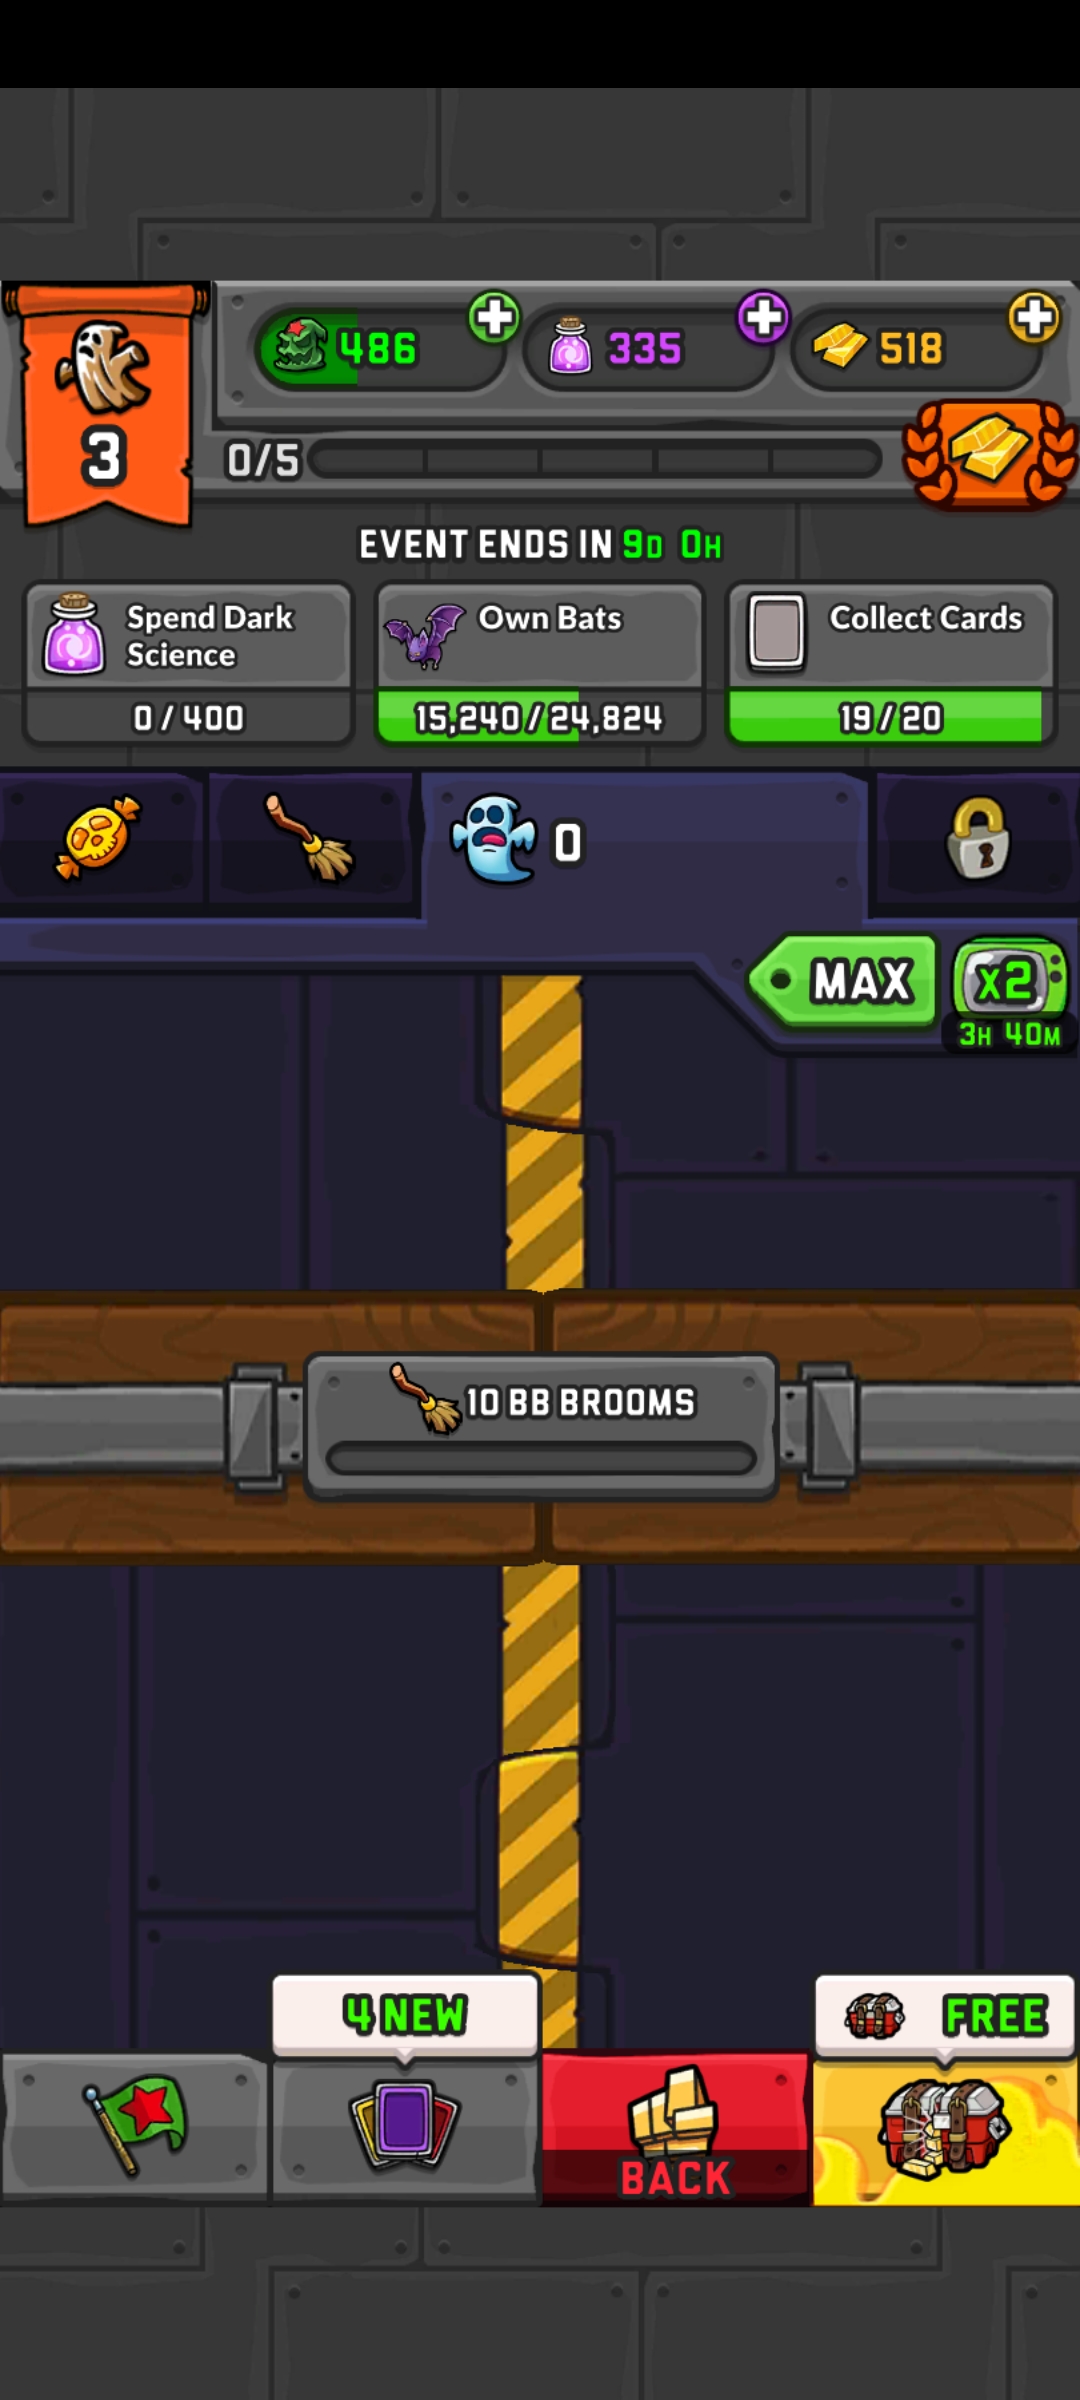 486
335
518
3
0/5
EVENT ENDS IN 9D 0H
Spend Dark
Science
Own Bats
Collect Cards
0/400
15,240/24,824
19/20
0
MAX
x2
3H 40M
10 BB BROOMS
4 NEW
FREE
BACK